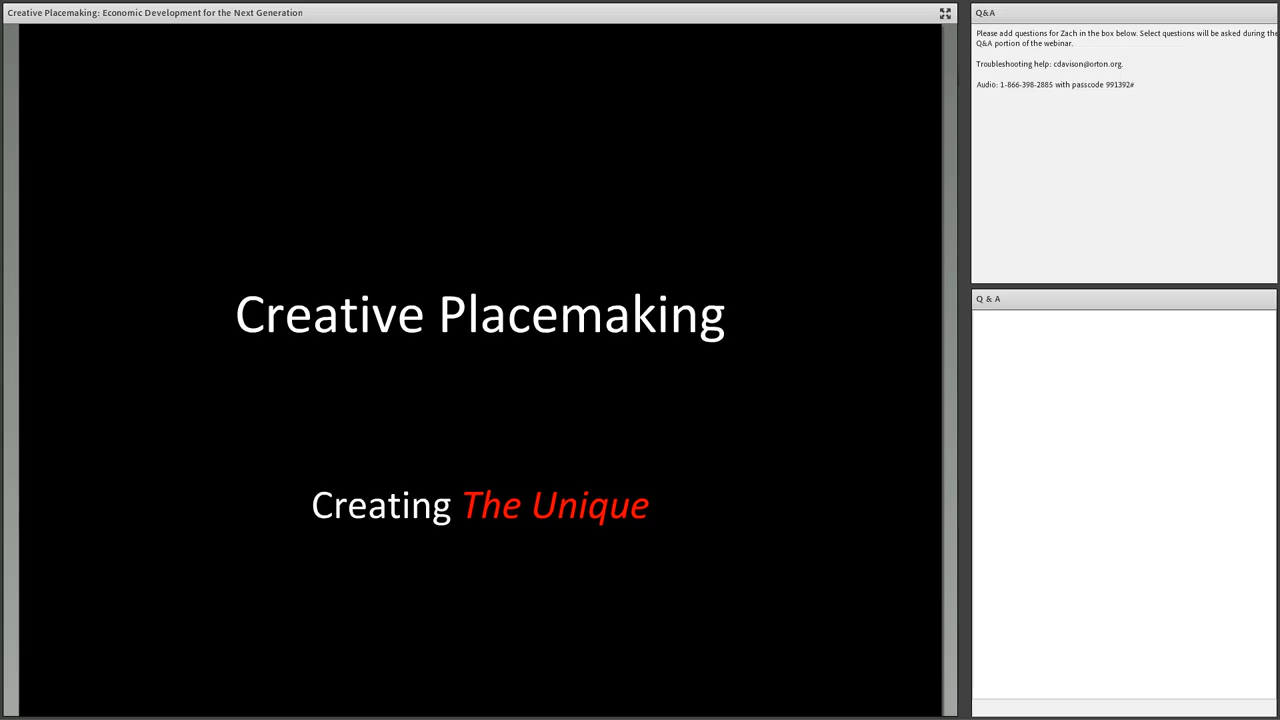 Creative Placemaking: Economic Development for the Next Generation
Creative Placemaking
Creating The Unique
Q&A
Please add questions for Zach in the box below. Select questions will be asked during the
Q&A portion of the webinar.
Troubleshooting help: cdavison@orton.org.
Audio: 1-866-398-2885 with passcode 991392#
Q & A